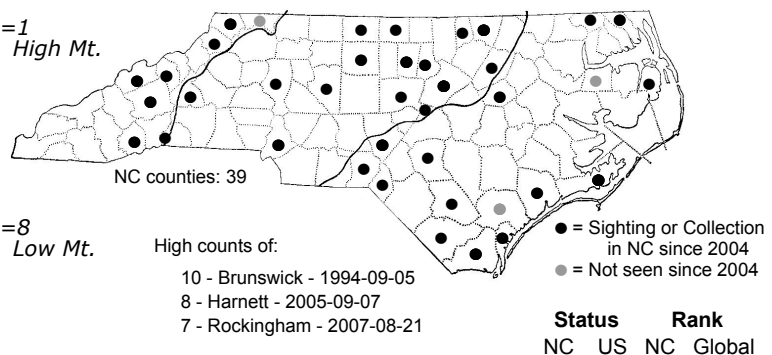 =1
High Mt.
NC counties: 39
=8
Low Mt.
High counts of:
10 - Brunswick - 1994-09-05
8 - Harnett - 2005-09-07
7 - Rockingham - 2007-08-21
● = Sighting or Collection
in NC since 2004
● = Not seen since 2004
Status Rank
NC US NC Global